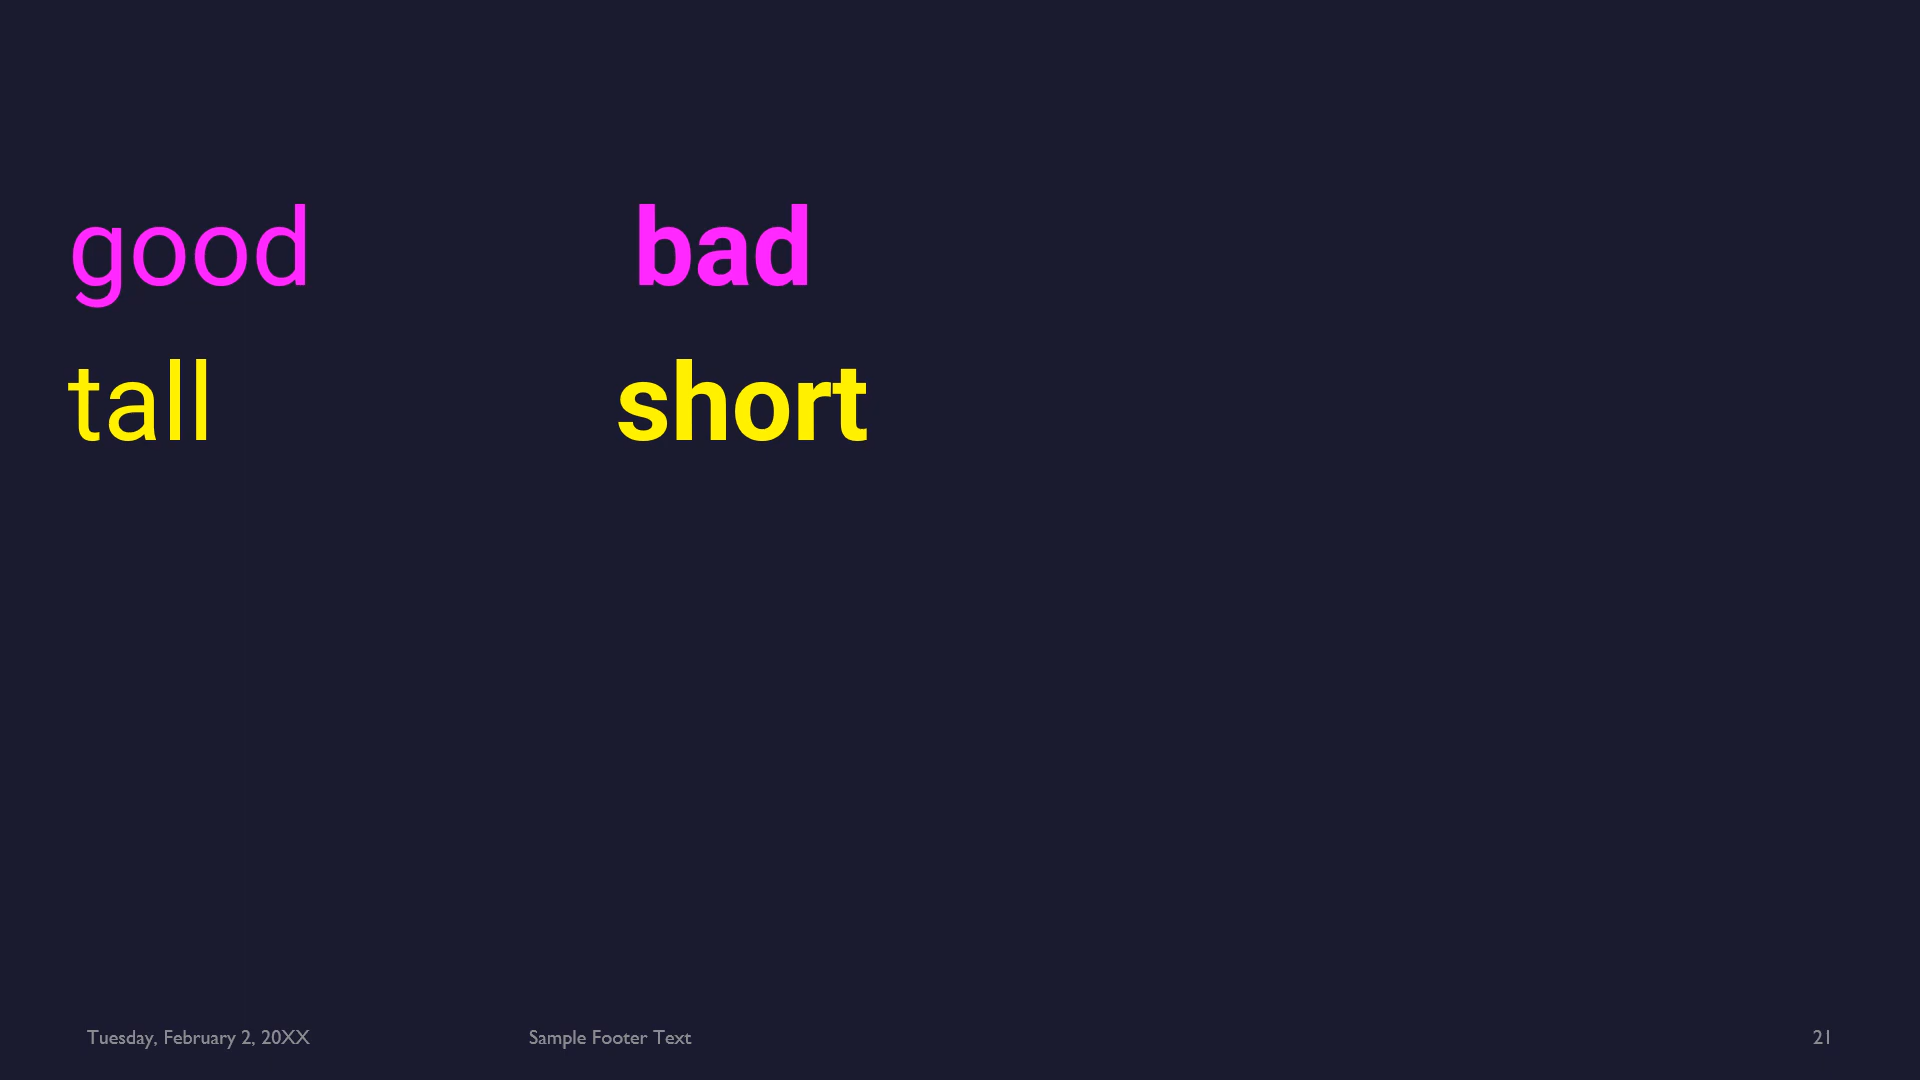 good bad
tall short
Tuesday, February 2, 20XX Sample Footer Text 21